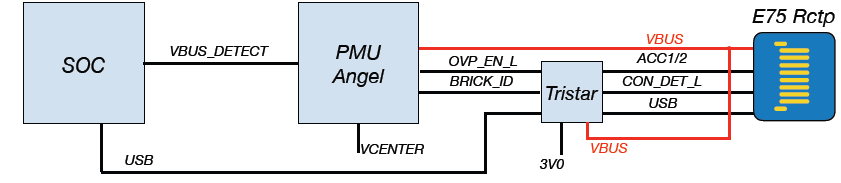 E75 Rctp
VBUS
VBUS_DETECT
PMU
Angel
SOC
OVP_EN_L
ACC1/2
BRICK_ID
Tristar
CON_DET_L
USB
VCENTER
VBUS
USB
3V0